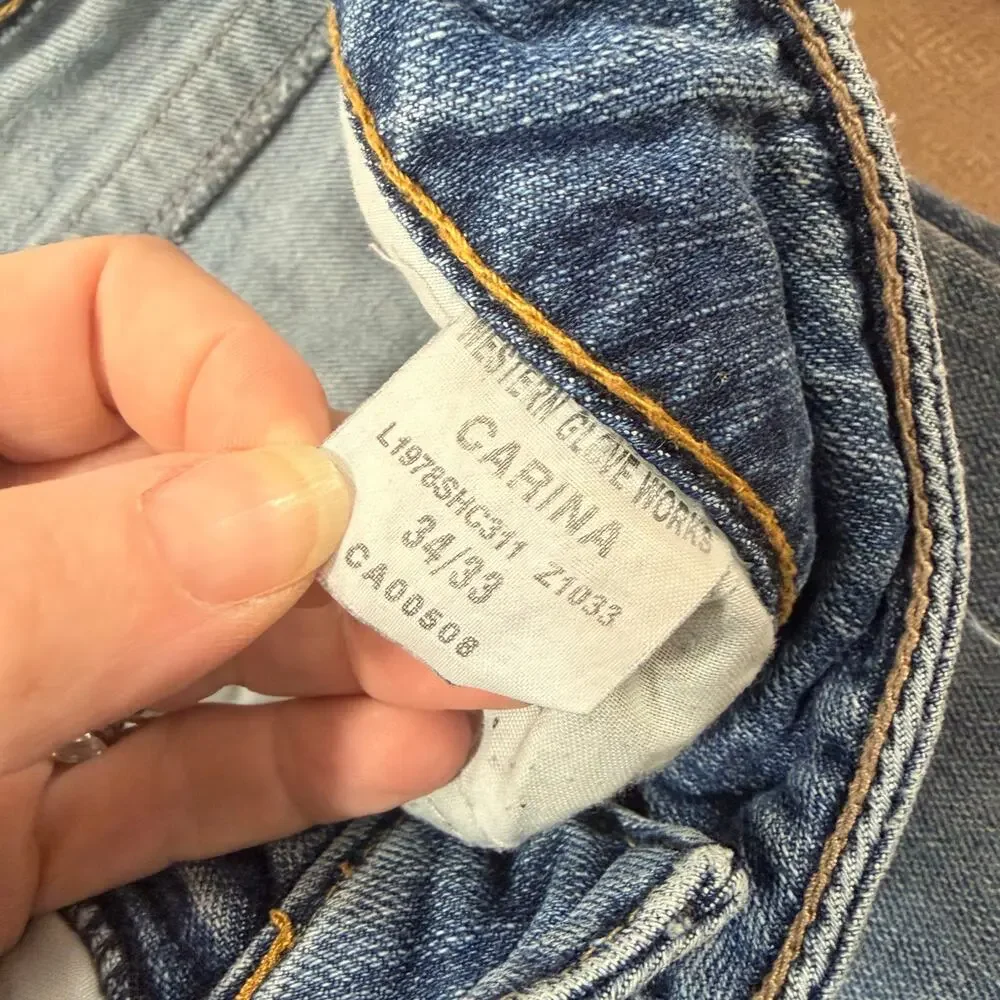 WESTERN GLOVE WORKS
CARINA
L1978SHC311 Z1033
34/33
CA00508